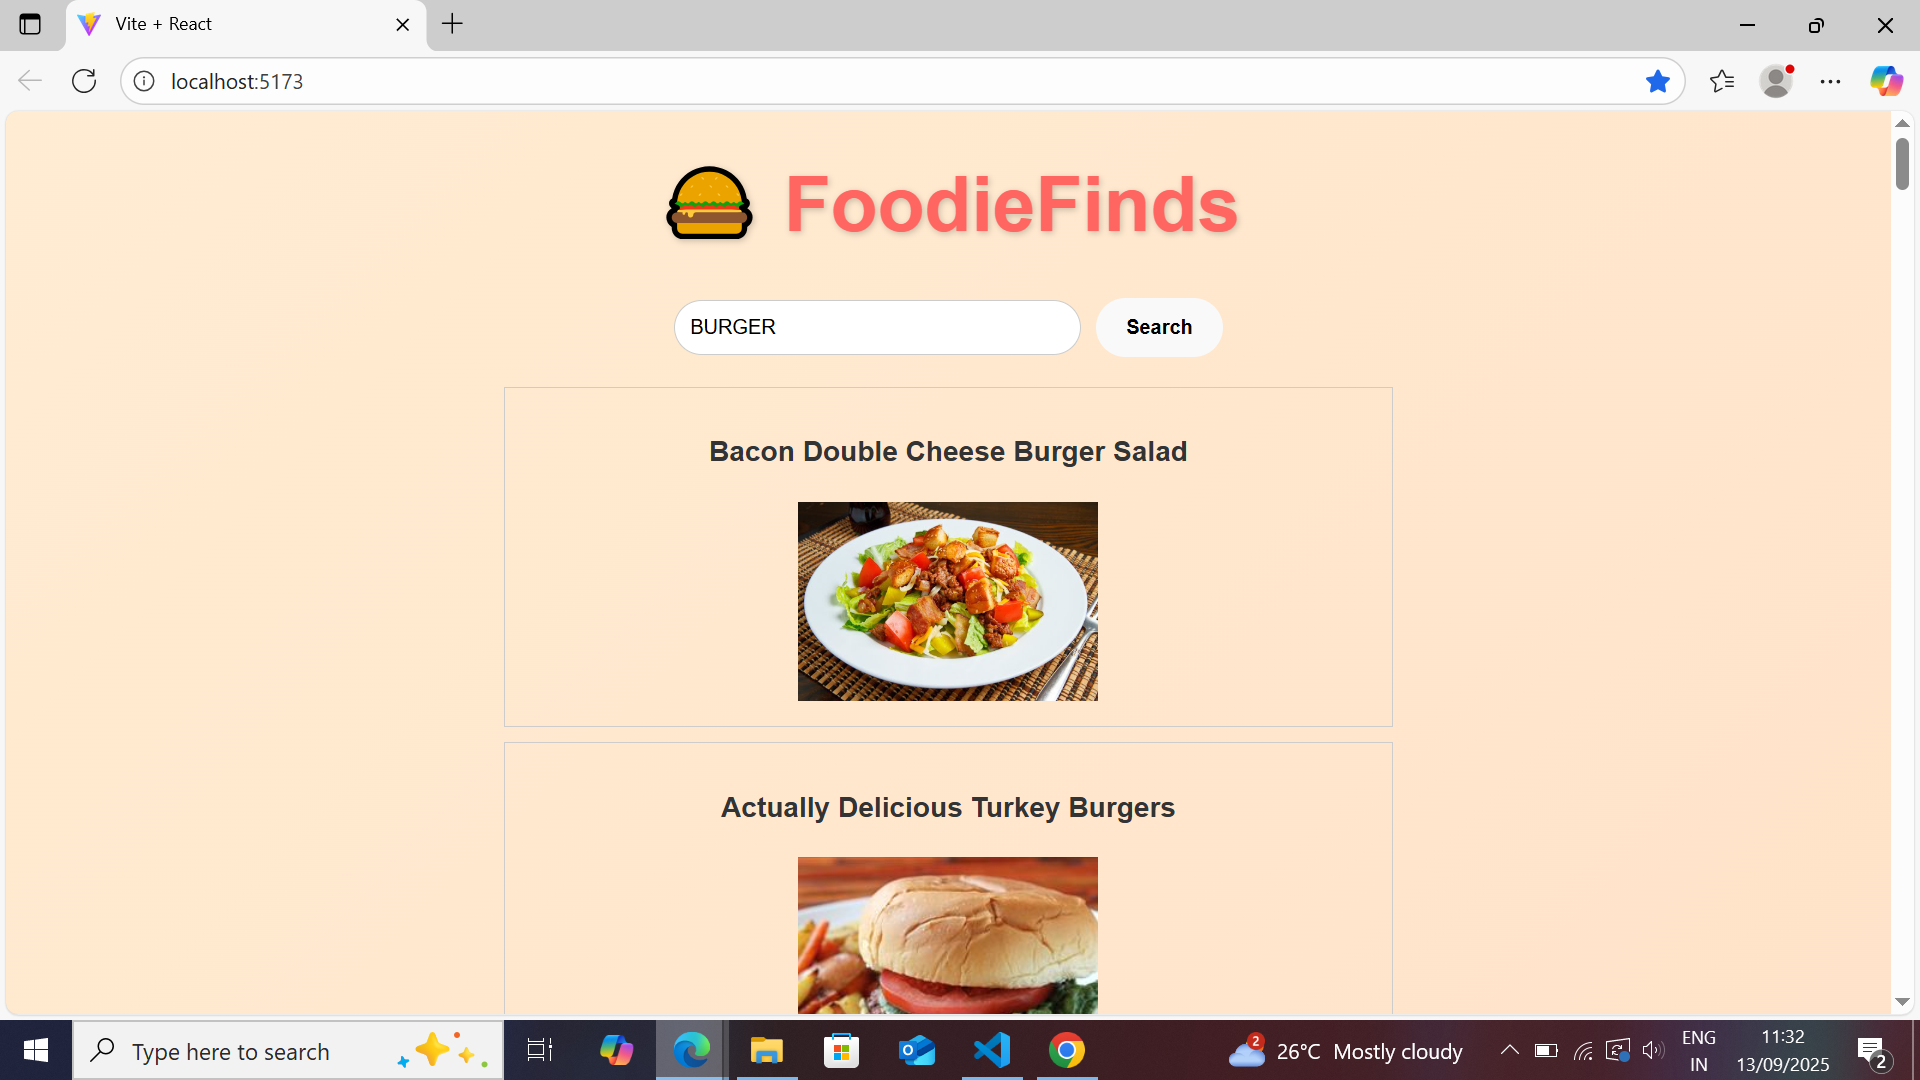 Vite + React
localhost:5173
FoodieFinds
BURGER
Search
Bacon Double Cheese Burger Salad
Actually Delicious Turkey Burgers
Type here to search
2
26°C Mostly cloudy
ENG
IN
11:32
13/09/2025
2